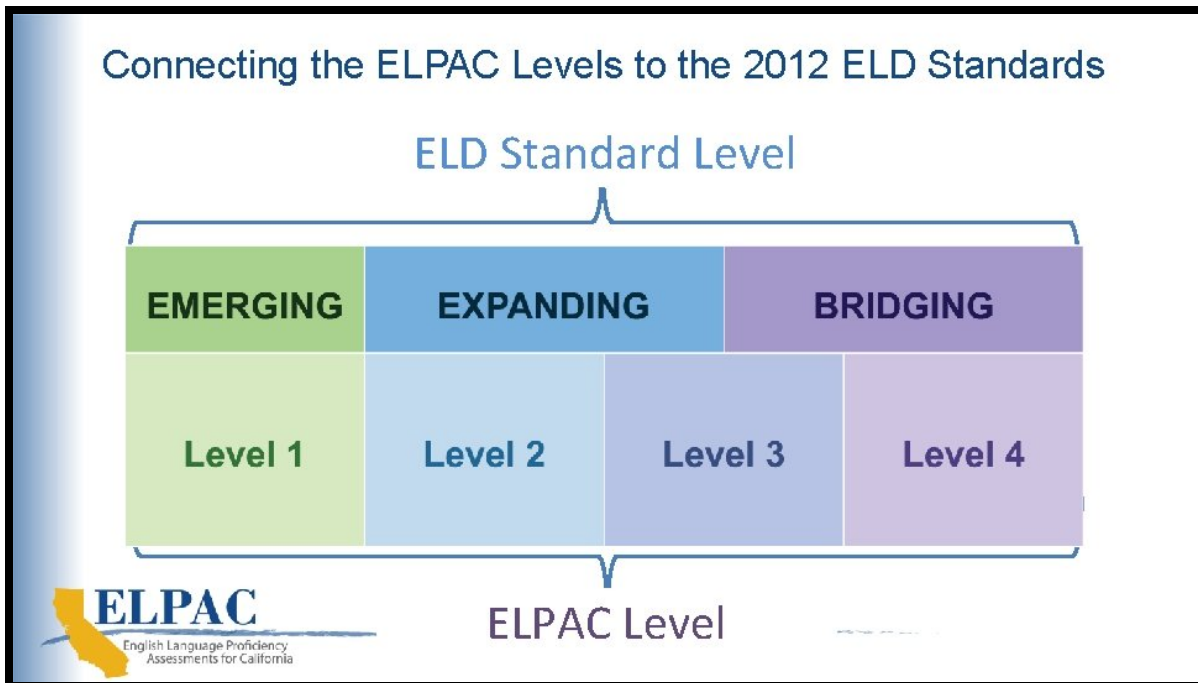 Connecting the ELPAC Levels to the 2012 ELD Standards
ELD Standard Level
EMERGING EXPANDING BRIDGING
Level 1 Level 2 Level 3 Level 4
ELPAC Level
ELPAC
English Language Proficiency
Assessments for California